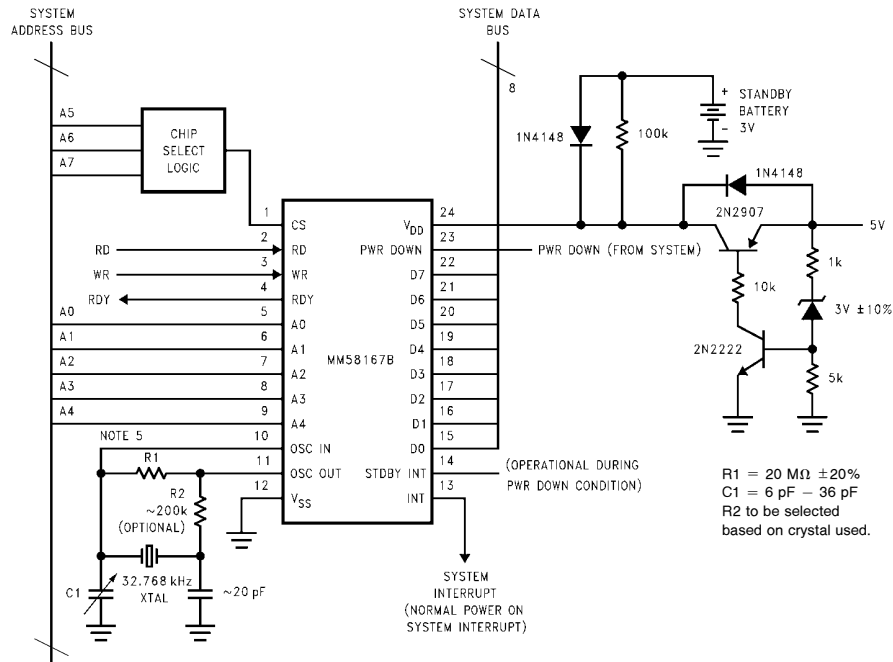 SYSTEM
ADDRESS BUS
SYSTEM DATA
BUS
8
A5
A6
A7
CHIP
SELECT
LOGIC
1N4148
100k
+
-
STANDBY
BATTERY
3V
1N4148
2N2907
5V
1k
10k
3V ±10%
2N2222
5k
1
CS
24
VDD
RD
2
RD
23
PWR DOWN
PWR DOWN (FROM SYSTEM)
WR
3
WR
22
D7
RDY
4
RDY
21
D6
A0
5
A0
20
D5
A1
6
A1
19
D4
MM58167B
A2
7
A2
18
D3
A3
8
A3
17
D2
A4
9
A4
16
D1
NOTE 5
10
OSC IN
15
D0
R1
11
OSC OUT
14
STDBY INT
(OPERATIONAL DURING
PWR DOWN CONDITION)
12
VSS
13
INT
R2
~200k
(OPTIONAL)
C1
32.768 kHz
XTAL
~20 pF
SYSTEM
INTERRUPT
(NORMAL POWER ON
SYSTEM INTERRUPT)
R1 = 20 MΩ ±20%
C1 = 6 pF – 36 pF
R2 to be selected
based on crystal used.